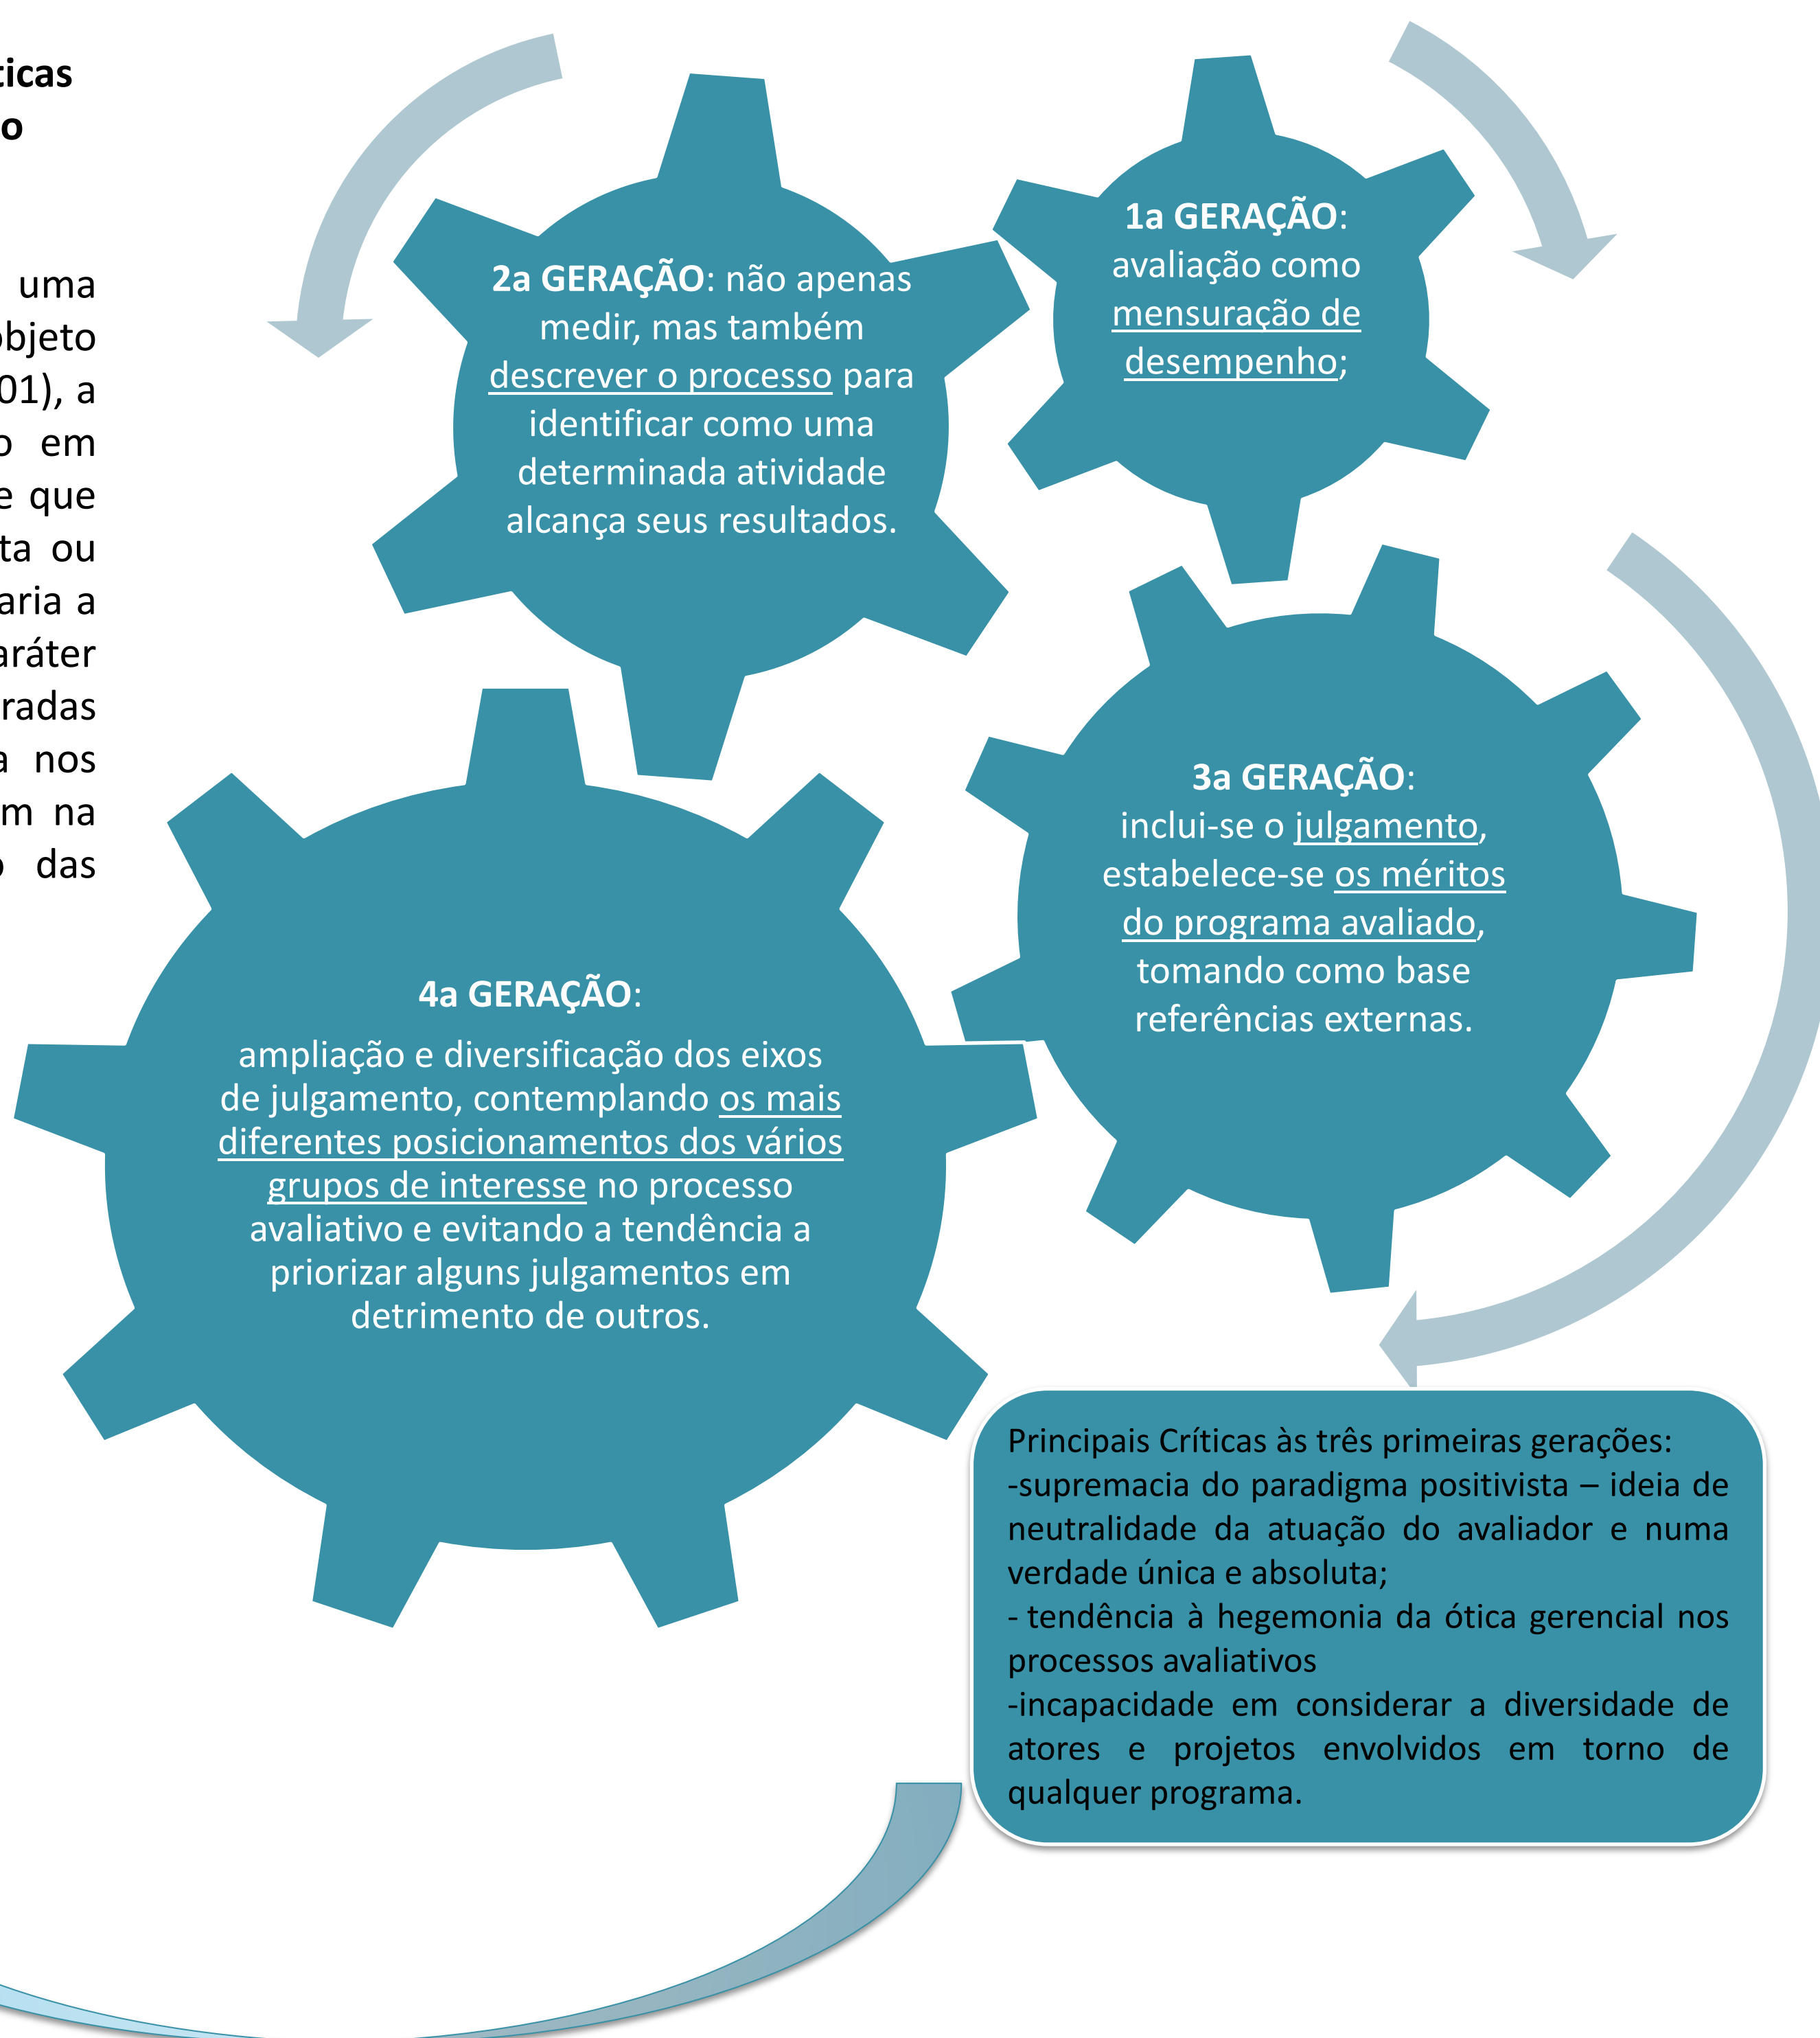 ticas
o
uma
bjeto
01), a
o em
e que
ta ou
aria a
aráter
radas
a nos
m na
o das
2a GERAÇÃO: não apenas
medir, mas também
descrever o processo para
identificar como uma
determinada atividade
alcança seus resultados.
1a GERAÇÃO:
avaliação como
mensuração de
desempenho;
3a GERAÇÃO:
inclui-se o julgamento,
estabelece-se os méritos
do programa avaliado,
tomando como base
referências externas.
4a GERAÇÃO:
ampliação e diversificação dos eixos
de julgamento, contemplando os mais
diferentes posicionamentos dos vários
grupos de interesse no processo
avaliativo e evitando a tendência a
priorizar alguns julgamentos em
detrimento de outros.
Principais Críticas às três primeiras gerações:
-supremacia do paradigma positivista – ideia de
neutralidade da atuação do avaliador e numa
verdade única e absoluta;
- tendência à hegemonia da ótica gerencial nos
processos avaliativos
-incapacidade em considerar a diversidade de
atores e projetos envolvidos em torno de
qualquer programa.